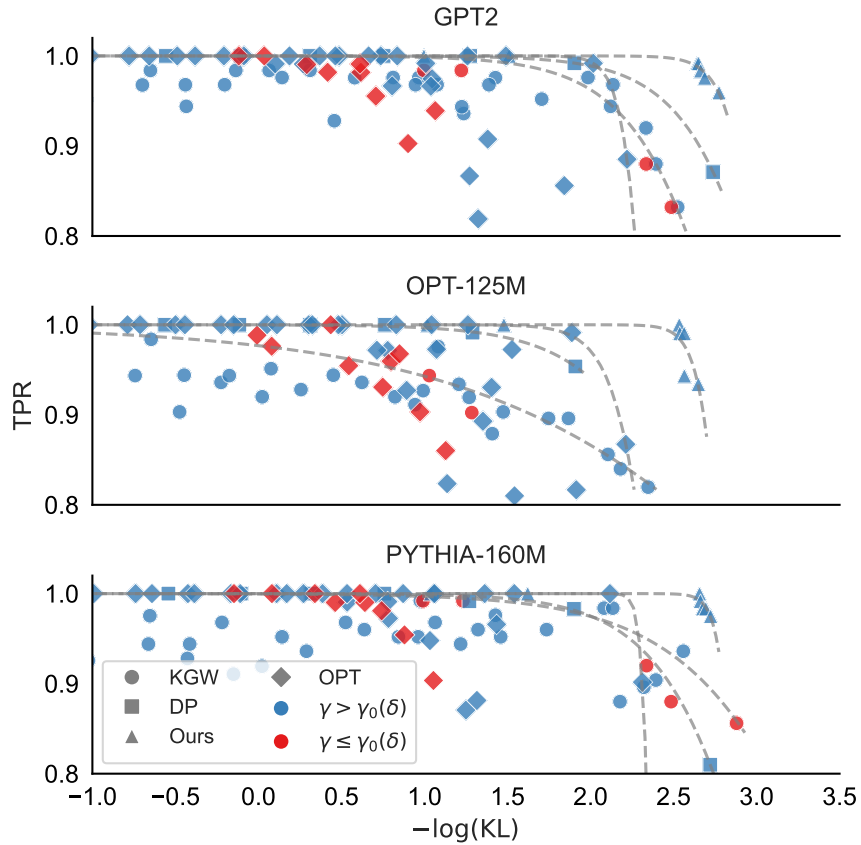 GPT2
1.0
0.9
0.8
OPT-125M
1.0
0.9
0.8
TPR
PYTHIA-160M
1.0
0.9
0.8
KGW
DP
Ours
OPT
γ > γ₀(δ)
γ ≤ γ₀(δ)
−1.0 −0.5 0.0 0.5 1.0 1.5 2.0 2.5 3.0 3.5
−log(KL)